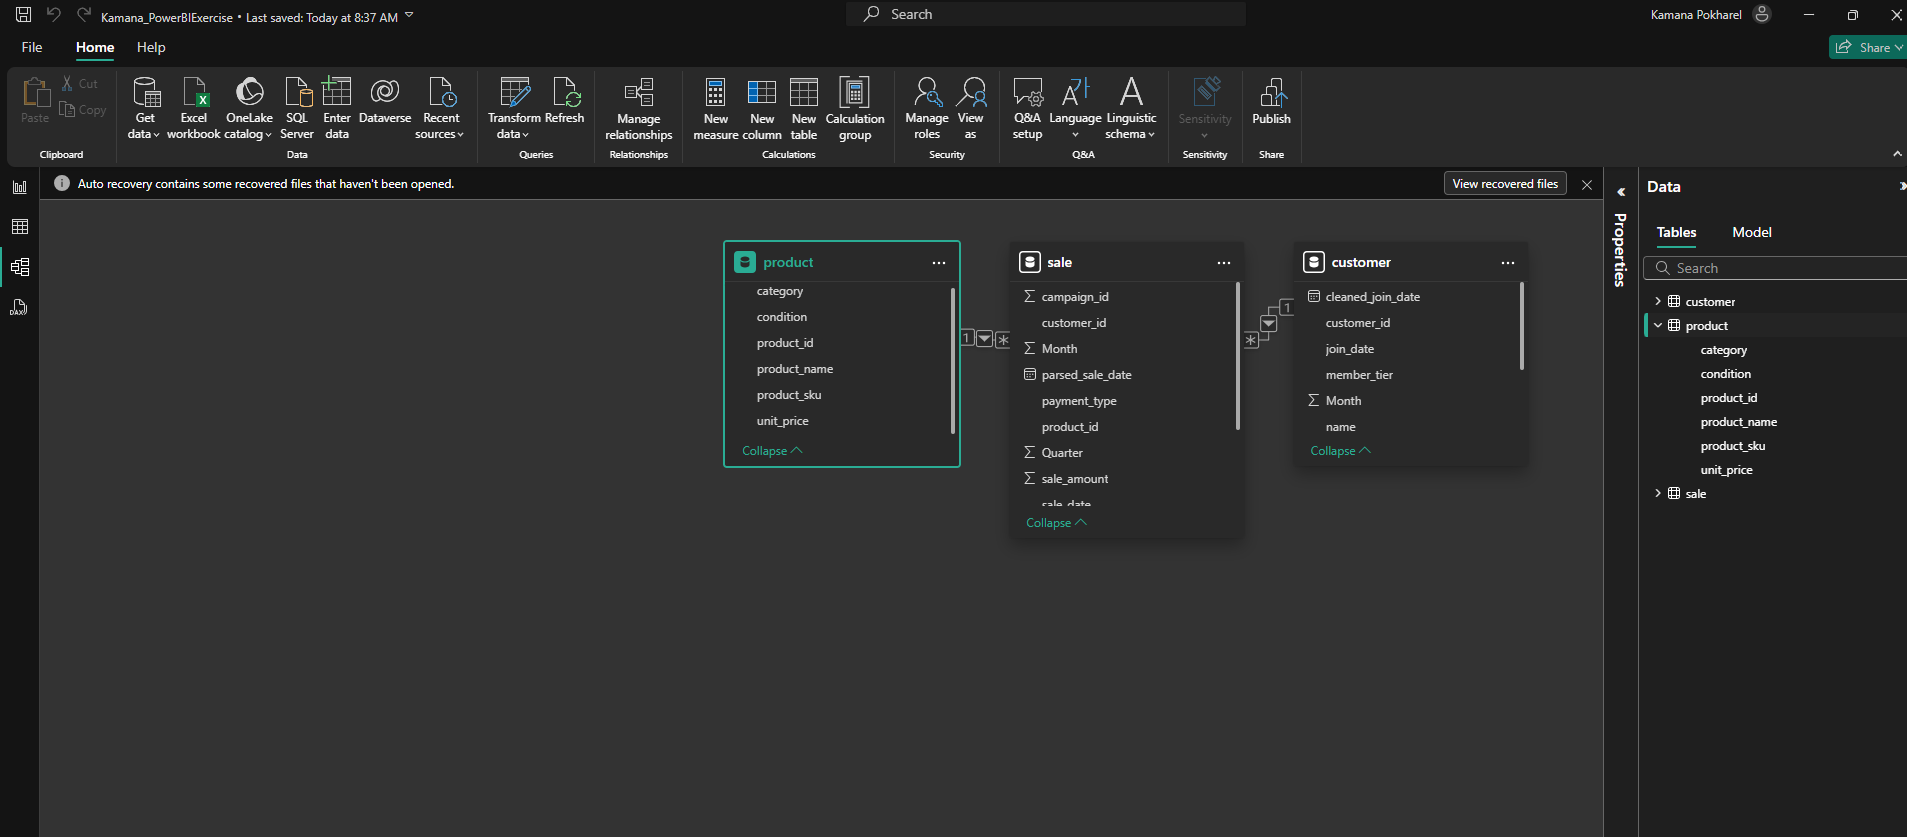 Kamana_PowerBIExercise • Last saved: Today at 8:37 AM
Search
Kamana Pokharel
File
Home
Help
Share
Paste
Cut
Copy
Clipboard
Get data
Excel workbook
OneLake catalog
SQL Server
Enter data
Dataverse
Recent sources
Data
Transform data
Refresh
Queries
Manage relationships
Relationships
New measure
New column
New table
Calculation group
Calculations
Manage roles
View as
Security
Q&A setup
Language
Linguistic schema
Q&A
Sensitivity
Sensitivity
Publish
Share
Auto recovery contains some recovered files that haven't been opened.
View recovered files
product
category
condition
product_id
product_name
product_sku
unit_price
Collapse
1
*
sale
campaign_id
customer_id
Month
parsed_sale_date
payment_type
product_id
Quarter
sale_amount
sale_date
Collapse
*
1
customer
cleaned_join_date
customer_id
join_date
member_tier
Month
name
Collapse
Properties
Data
Tables
Model
Search
customer
product
category
condition
product_id
product_name
product_sku
unit_price
sale
DAX